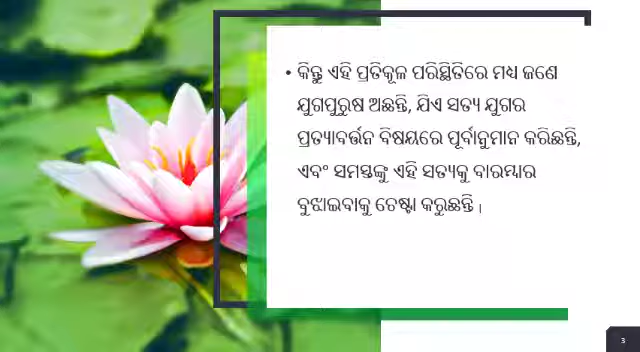 • କିନ୍ତୁ ଏହି ପ୍ରତିକୂଳ ପରିସ୍ଥିତିରେ ମଧ୍ୟ ଜଣେ
ଯୁଗପୁରୁଷ ଅଛନ୍ତି, ଯିଏ ସତ୍ୟ ଯୁଗର
ପ୍ରତ୍ୟାବର୍ତ୍ତନ ବିଷୟରେ ପୂର୍ବାନୁମାନ କରିଛନ୍ତି,
ଏବଂ ସମସ୍ତଙ୍କୁ ଏହି ସତ୍ୟକୁ ବାରମ୍ବାର
ବୁଝାଇବାକୁ ଚେଷ୍ଟା କରୁଛନ୍ତି ।
3